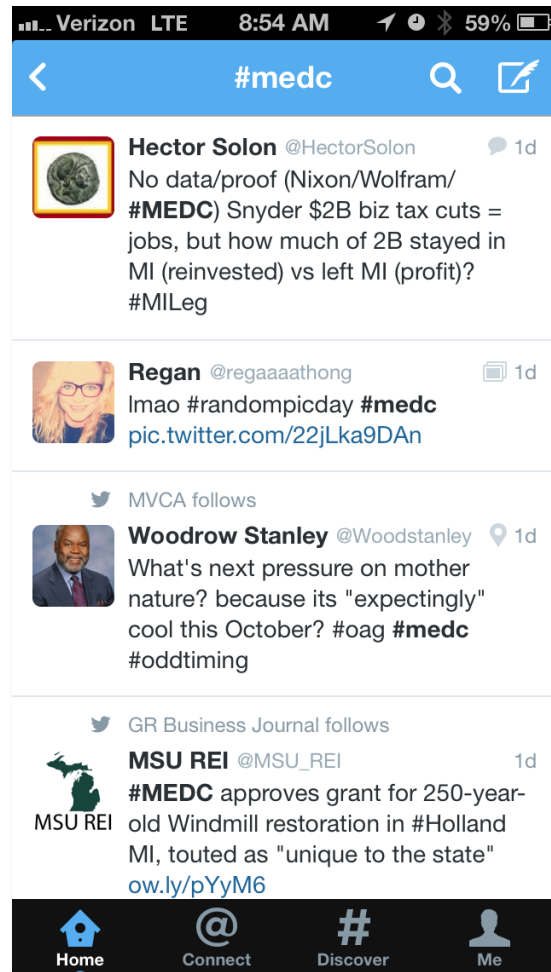 Verizon LTE 8:54 AM 59%
#medc
Hector Solon @HectorSolon 1d
No data/proof (Nixon/Wolfram/
#MEDC) Snyder $2B biz tax cuts =
jobs, but how much of 2B stayed in
MI (reinvested) vs left MI (profit)?
#MILeg
Regan @regaaaathong 1d
lmao #randompicday #medc
pic.twitter.com/22jLka9DAn
MVCA follows
Woodrow Stanley @Woodstanley 1d
What's next pressure on mother
nature? because its "expectingly"
cool this October? #oag #medc
#oddtiming
GR Business Journal follows
MSU REI @MSU_REI 1d
MSU REI
#MEDC approves grant for 250-year-
old Windmill restoration in #Holland
MI, touted as "unique to the state"
ow.ly/pYyM6
Home Connect Discover Me